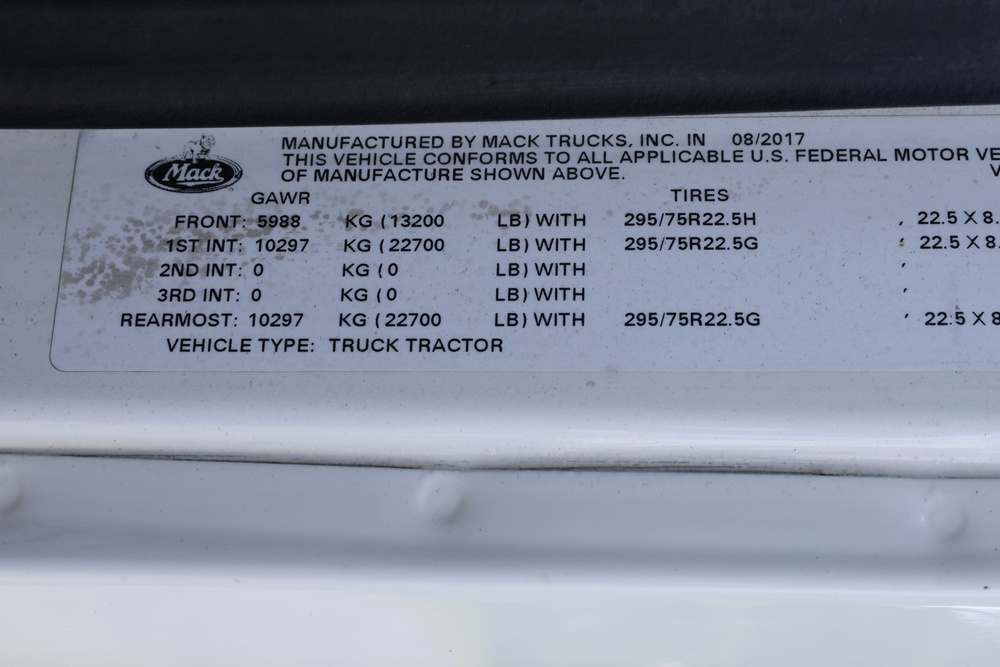 Mack
MANUFACTURED BY MACK TRUCKS, INC. IN 08/2017
THIS VEHICLE CONFORMS TO ALL APPLICABLE U.S. FEDERAL MOTOR VE
OF MANUFACTURE SHOWN ABOVE. V
GAWR TIRES
FRONT: 5988 KG (13200 LB) WITH 295/75R22.5H , 22.5 X 8.
1ST INT: 10297 KG (22700 LB) WITH 295/75R22.5G , 22.5 X 8.
2ND INT: 0 KG (0 LB) WITH ,
3RD INT: 0 KG (0 LB) WITH ,
REARMOST: 10297 KG (22700 LB) WITH 295/75R22.5G , 22.5 X 8
VEHICLE TYPE: TRUCK TRACTOR